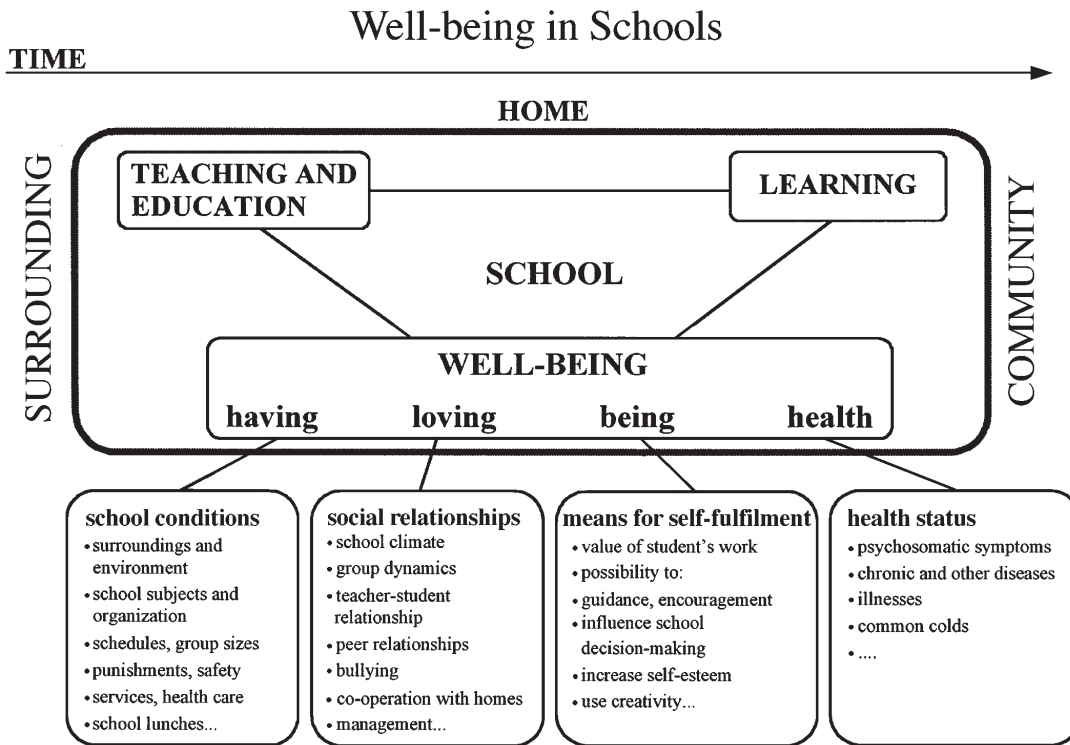 Well-being in Schools
TIME
HOME
SURROUNDING
COMMUNITY
TEACHING AND
EDUCATION
LEARNING
SCHOOL
WELL-BEING
having loving being health
school conditions
• surroundings and
environment
• school subjects and
organization
• schedules, group sizes
• punishments, safety
• services, health care
• school lunches...
social relationships
• school climate
• group dynamics
• teacher-student
relationship
• peer relationships
• bullying
• co-operation with homes
• management...
means for self-fulfilment
• value of student's work
• possibility to:
• guidance, encouragement
• influence school
decision-making
• increase self-esteem
• use creativity...
health status
• psychosomatic symptoms
• chronic and other diseases
• illnesses
• common colds
• ....